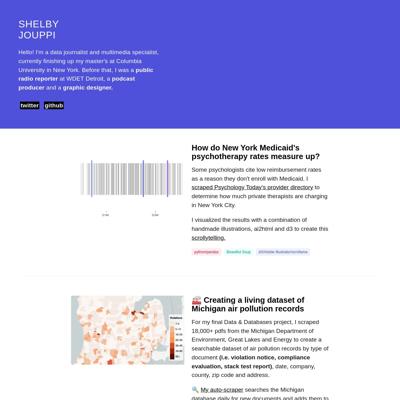 SHELBY
JOUPPI
Hello! I'm a data journalist and multimedia specialist,
currently finishing up my master's at Columbia
University in New York. Before that, I was a public
radio reporter at WDET Detroit, a podcast
producer and a graphic designer.
twitter github
How do New York Medicaid's
psychotherapy rates measure up?
Some psychologists cite low reimbursement rates
as a reason they don't enroll with Medicaid. I
scraped Psychology Today's provider directory to
determine how much private therapists are charging
in New York City.
I visualized the results with a combination of
handmade illustrations, ai2html and d3 to create this
scrollytelling.
python/pandas Beautiful Soup
🏭 Creating a living dataset of
Michigan air pollution records
For my final Data & Databases project, I scraped
18,000+ pdfs from the Michigan Department of
Environment, Great Lakes and Energy to create a
searchable dataset of air pollution records by type of
document (i.e. violation notice, compliance
evaluation, stack test report), date, company,
county, zip code and address.
🔍 My auto-scraper searches the Michigan
database daily for new documents and adds them to